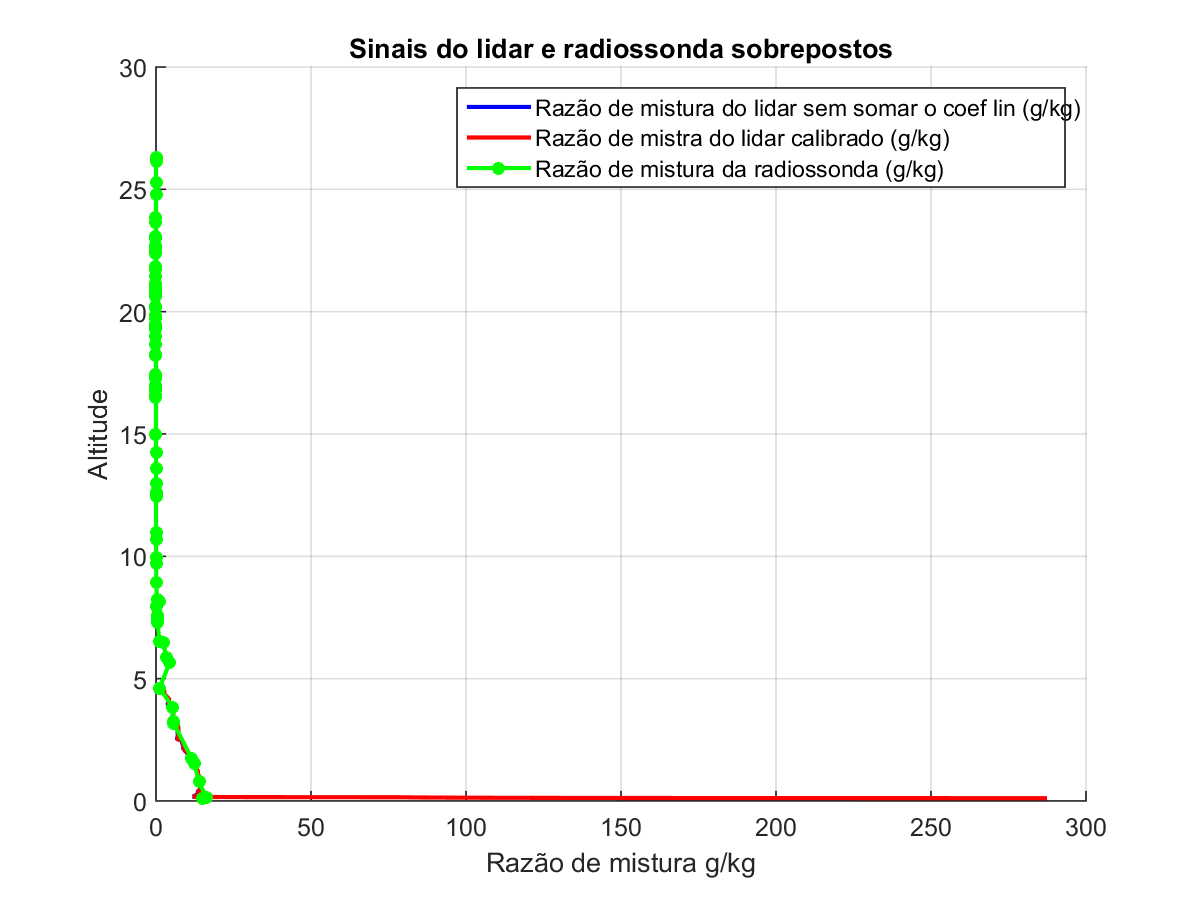 Sinais do lidar e radiossonda sobrepostos
30
Razão de mistura do lidar sem somar o coef lin (g/kg)
Razão de mistra do lidar calibrado (g/kg)
Razão de mistura da radiossonda (g/kg)
25
20
15
10
5
0
Altitude
0 50 100 150 200 250 300
Razão de mistura g/kg